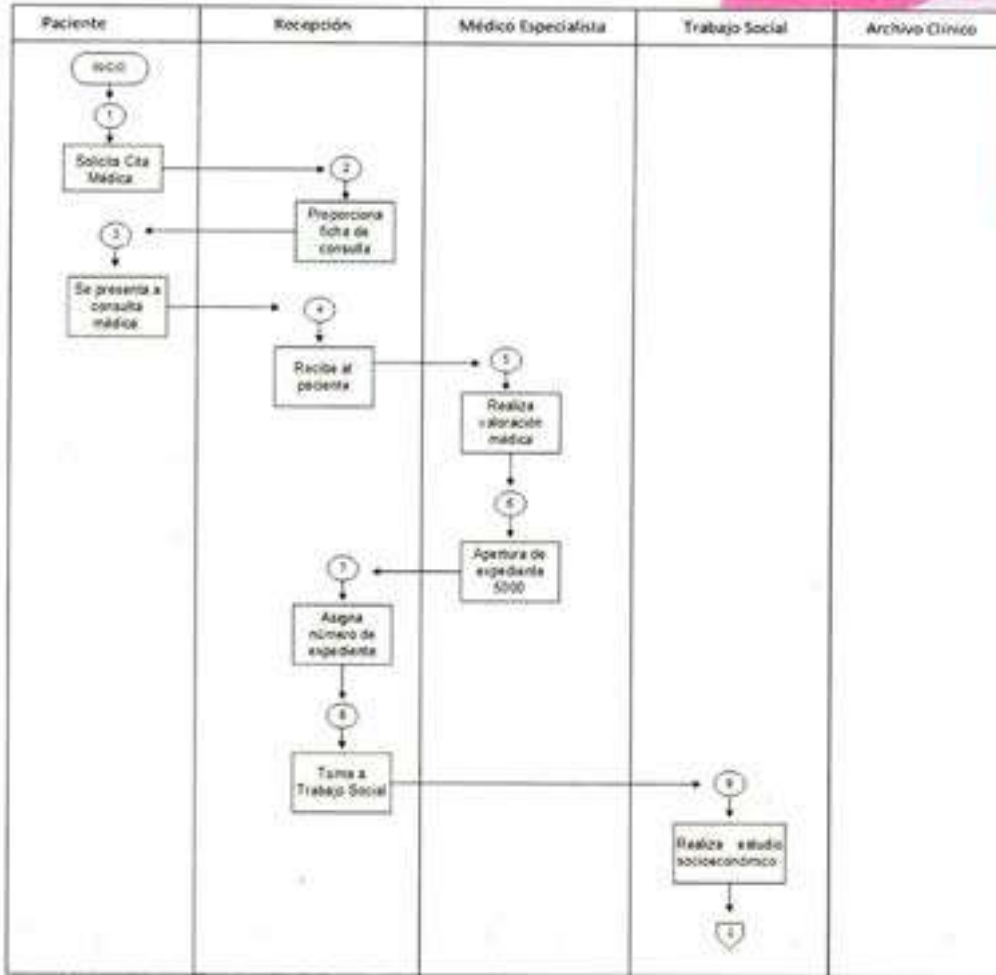 Paciente
Recepción
Médico Especialista
Trabajo Social
Archivo Clínico
INICIO
1
Solicita Cita
Médica
2
Proporciona
ficha de
consulta
3
Se presenta a
consulta
médica
4
Recibe al
paciente
5
Realiza
valoración
médica
6
Apertura de
expediente
5000
7
Asigna
número de
expediente
8
Turna a
Trabajo Social
9
Realiza estudio
socioeconómico